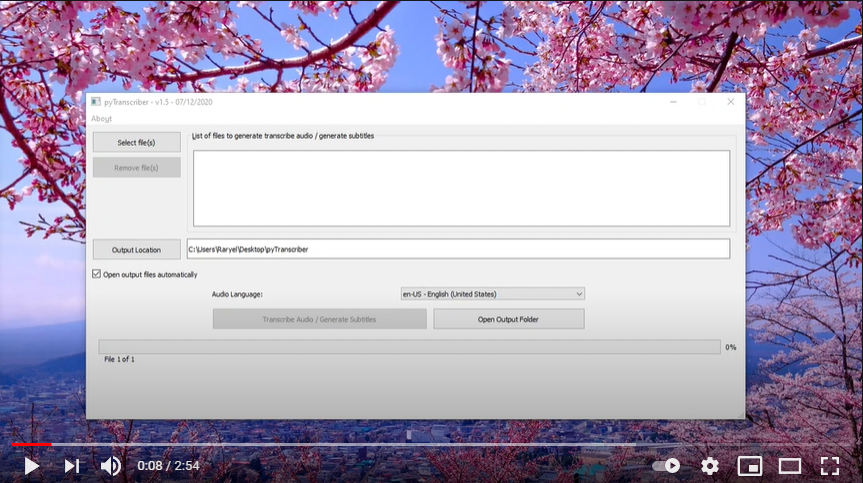 pyTranscriber - v1.5 - 07/12/2020
About
Select file(s)
List of files to generate transcribe audio / generate subtitles
Remove file(s)
Output Location
C:\Users\Raryel\Desktop\pyTranscriber
Open output files automatically
Audio Language:
en-US - English (United States)
Transcribe Audio / Generate Subtitles
Open Output Folder
0%
File 1 of 1
0:08 / 2:54